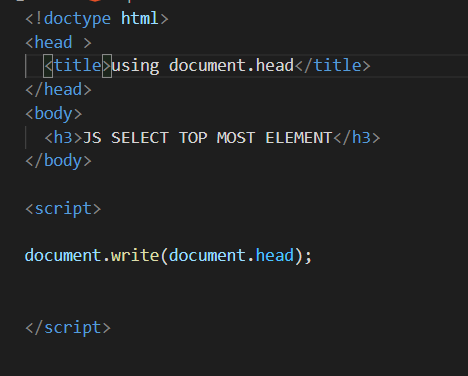 <!doctype html>
<head >
<title>using document.head</title>
</head>
<body>
<h3>JS SELECT TOP MOST ELEMENT</h3>
</body>
<script>
document.write(document.head);
</script>